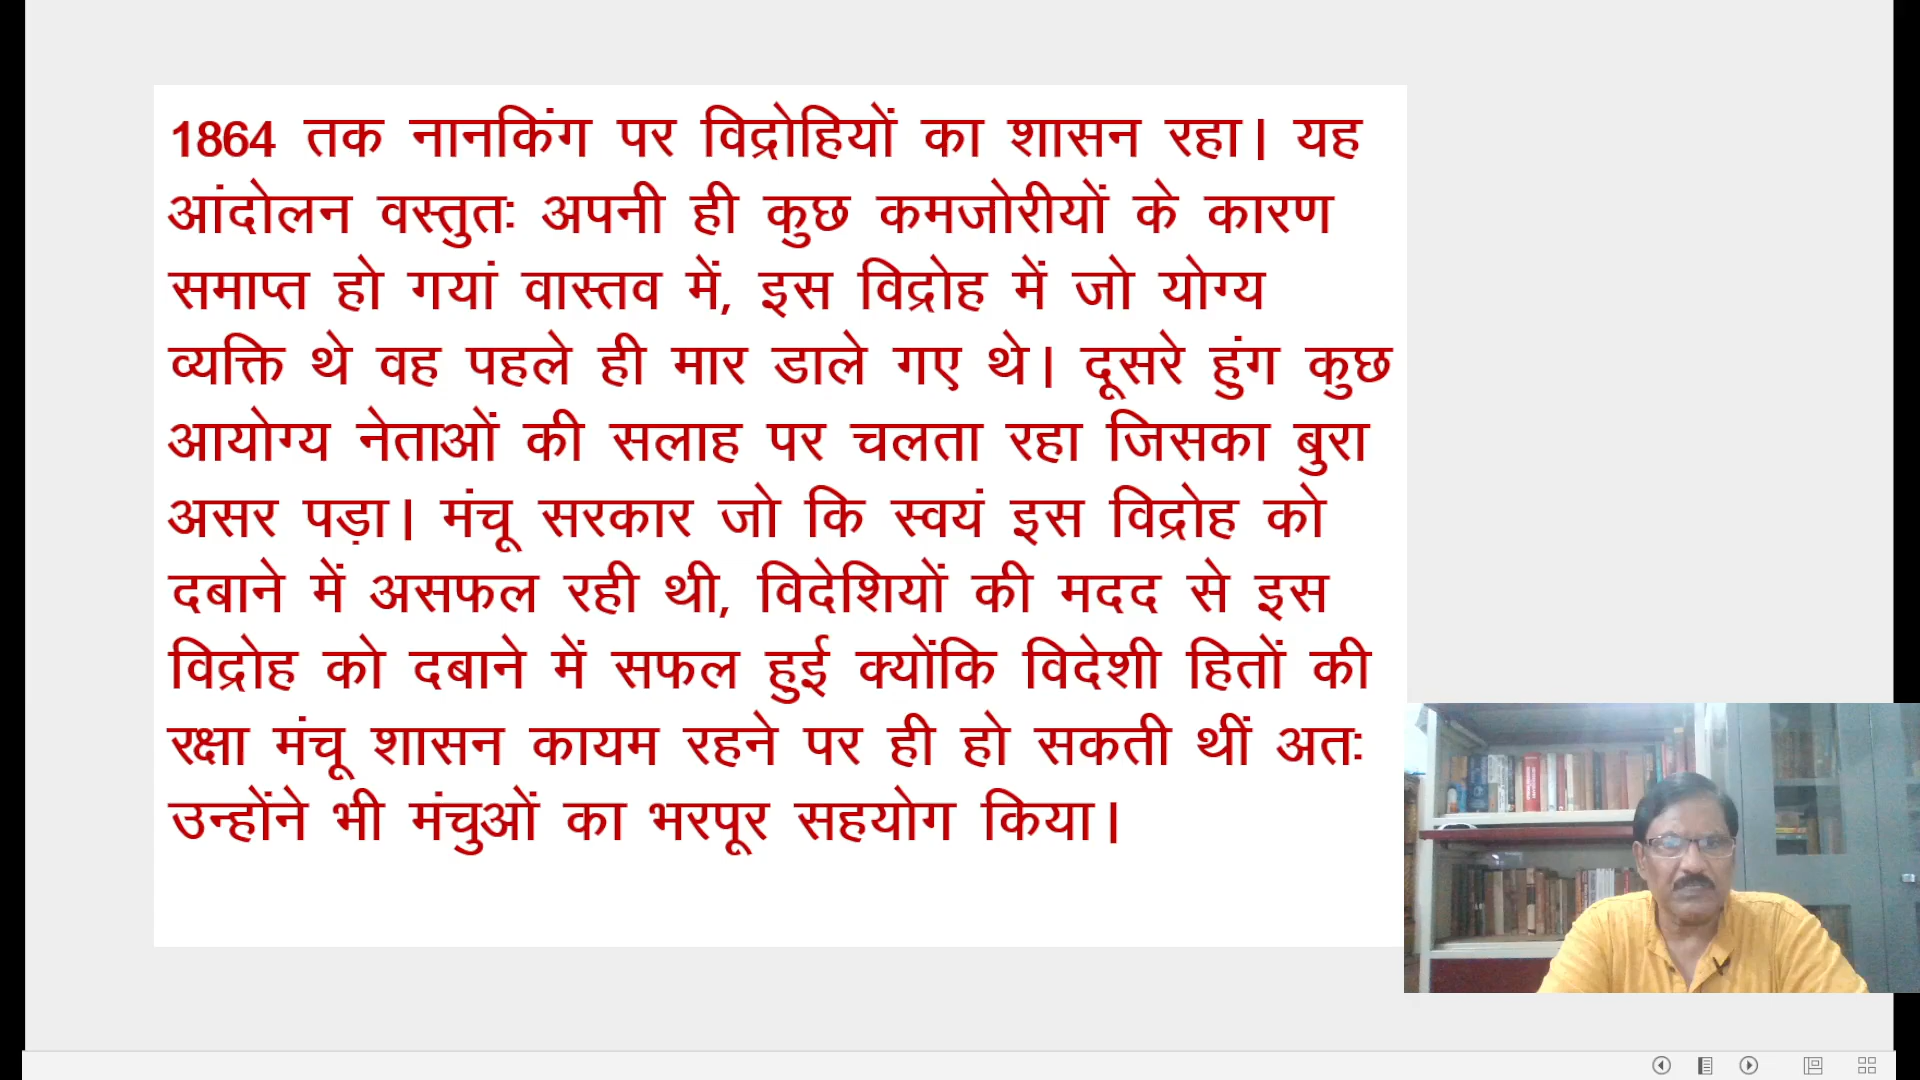 1864 तक नानकिंग पर विद्रोहियों का शासन रहा। यह
आंदोलन वस्तुतः अपनी ही कुछ कमजोरीयों के कारण
समाप्त हो गयां वास्तव में, इस विद्रोह में जो योग्य
व्यक्ति थे वह पहले ही मार डाले गए थे। दूसरे हुंग कुछ
आयोग्य नेताओं की सलाह पर चलता रहा जिसका बुरा
असर पड़ा। मंचू सरकार जो कि स्वयं इस विद्रोह को
दबाने में असफल रही थी, विदेशियों की मदद से इस
विद्रोह को दबाने में सफल हुई क्योंकि विदेशी हितों की
रक्षा मंचू शासन कायम रहने पर ही हो सकती थीं अतः
उन्होंने भी मंचुओं का भरपूर सहयोग किया।